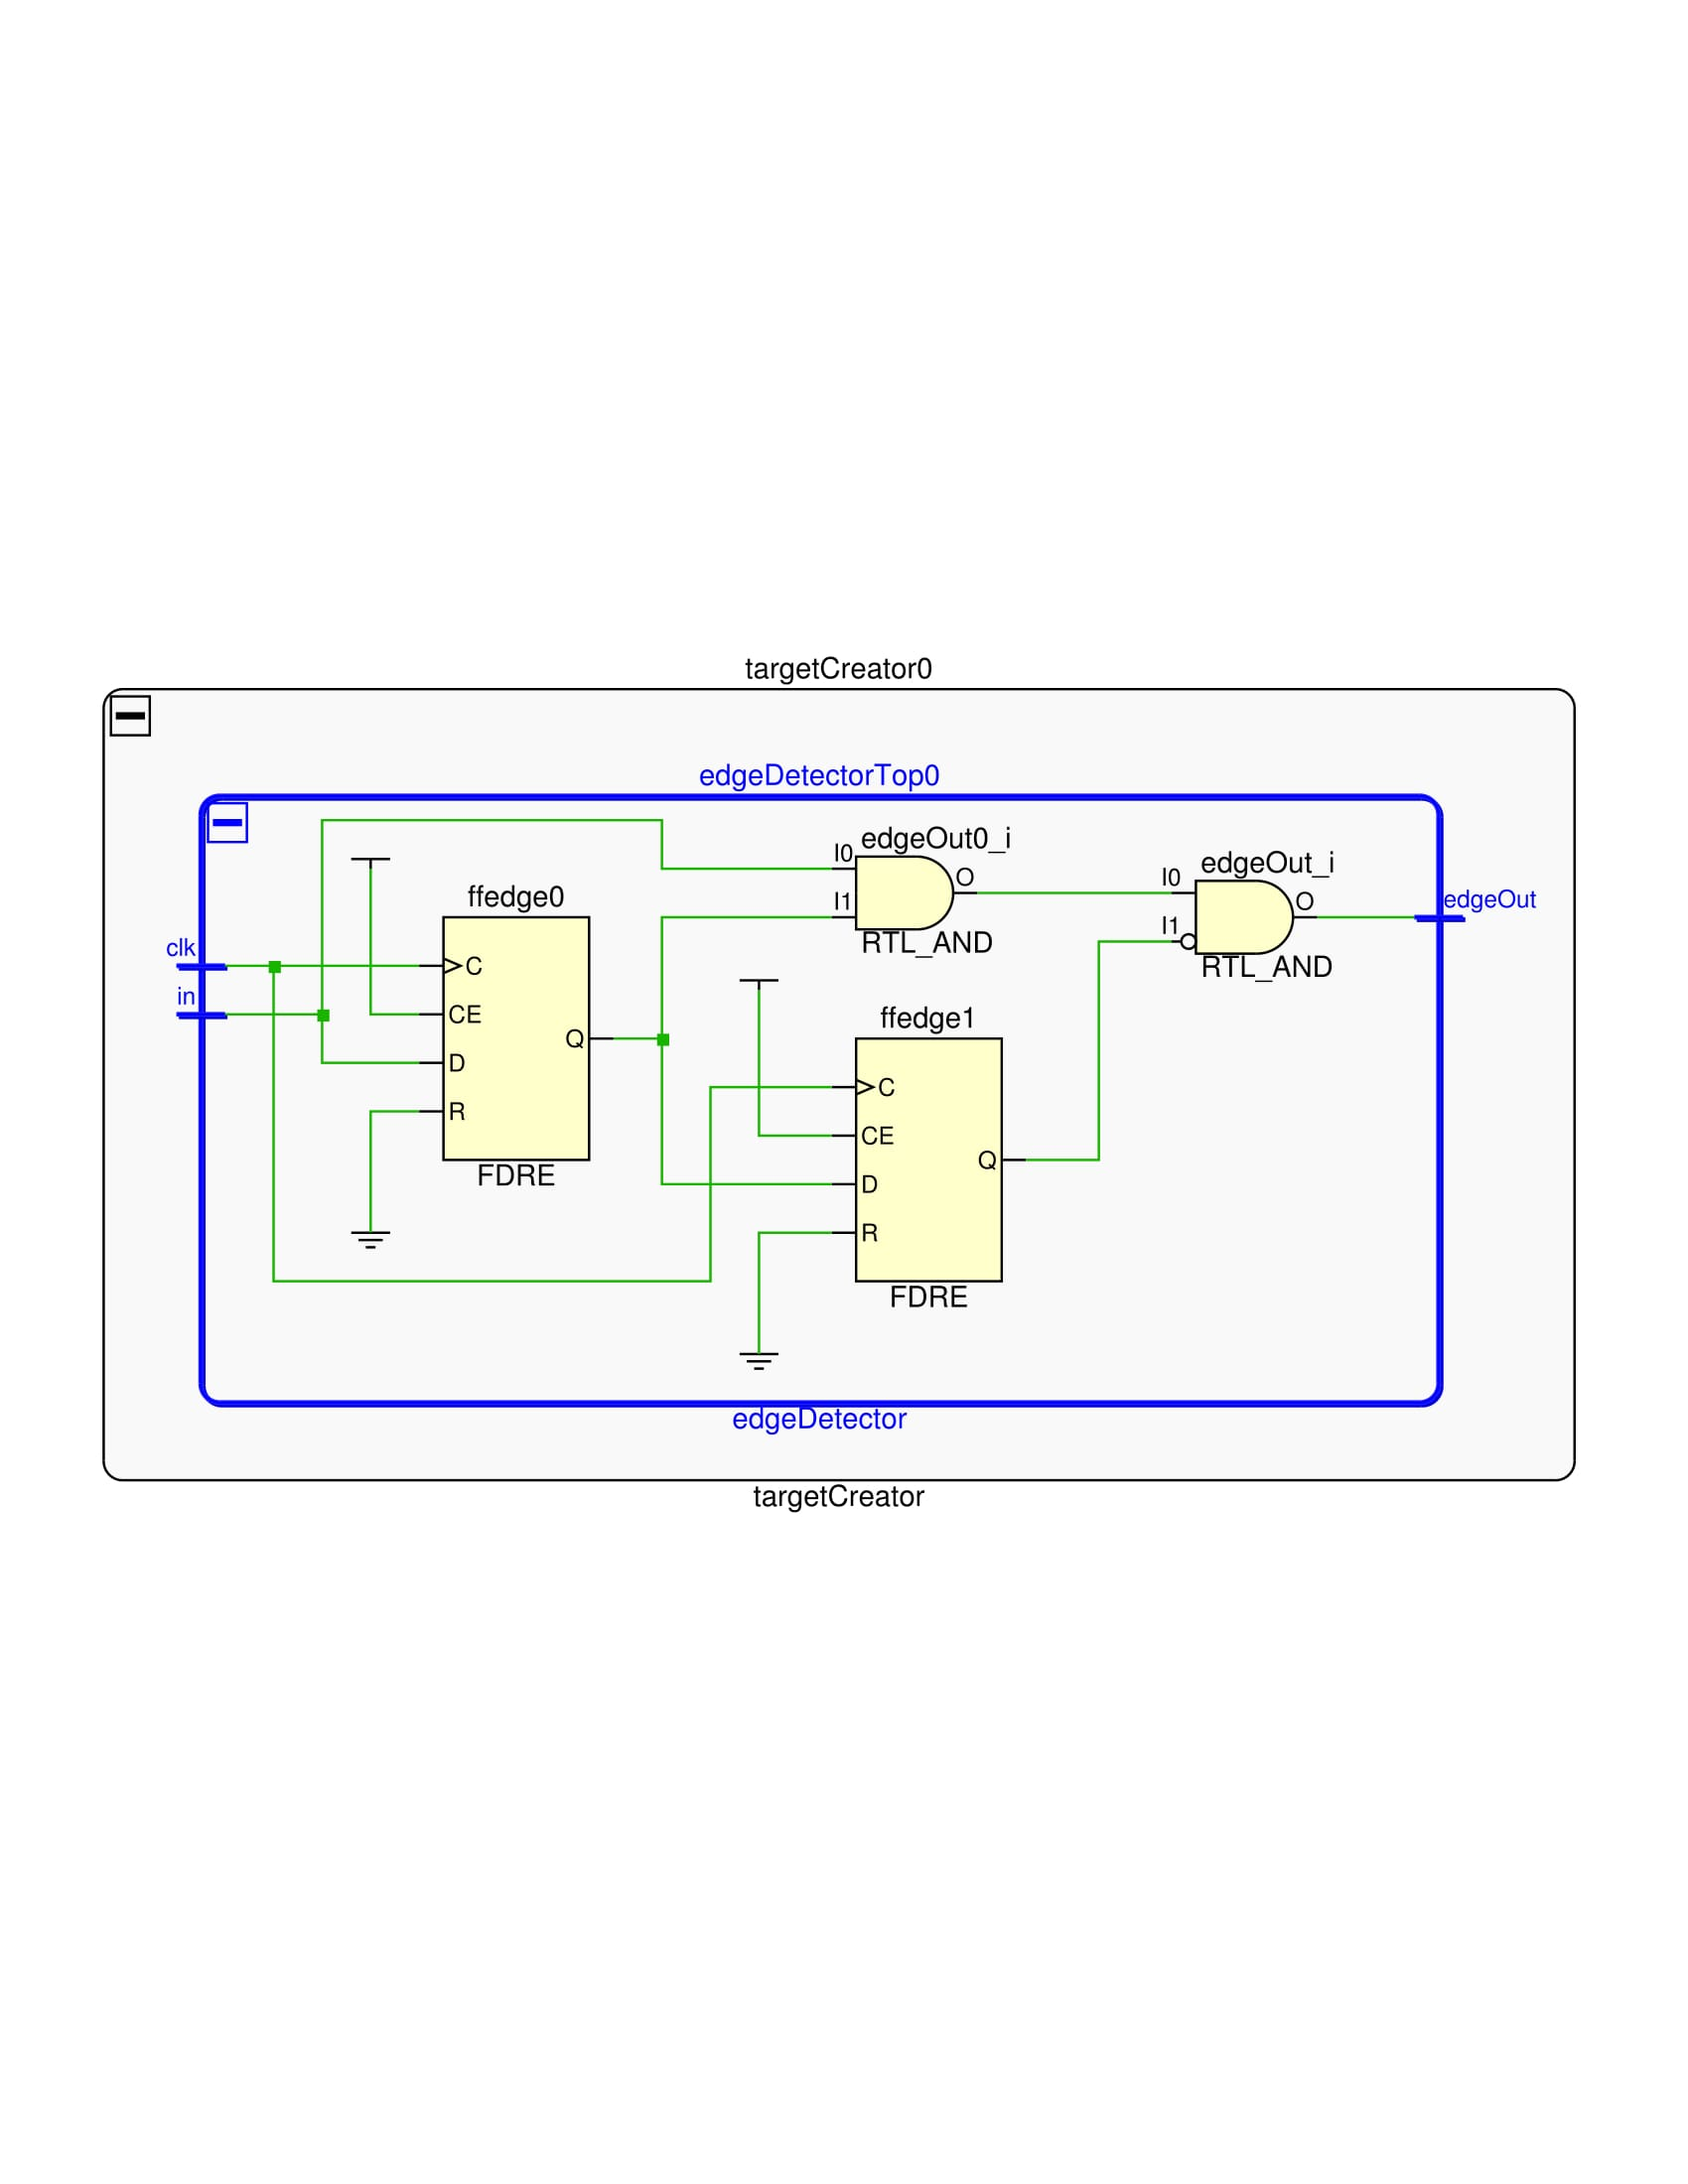 targetCreator0
edgeDetectorTop0
edgeOut0_i
I0
O
I1
RTL_AND
edgeOut_i
I0
O
I1
RTL_AND
edgeOut
ffedge0
clk
in
C
CE
D
R
Q
FDRE
ffedge1
C
CE
D
R
Q
FDRE
edgeDetector
targetCreator